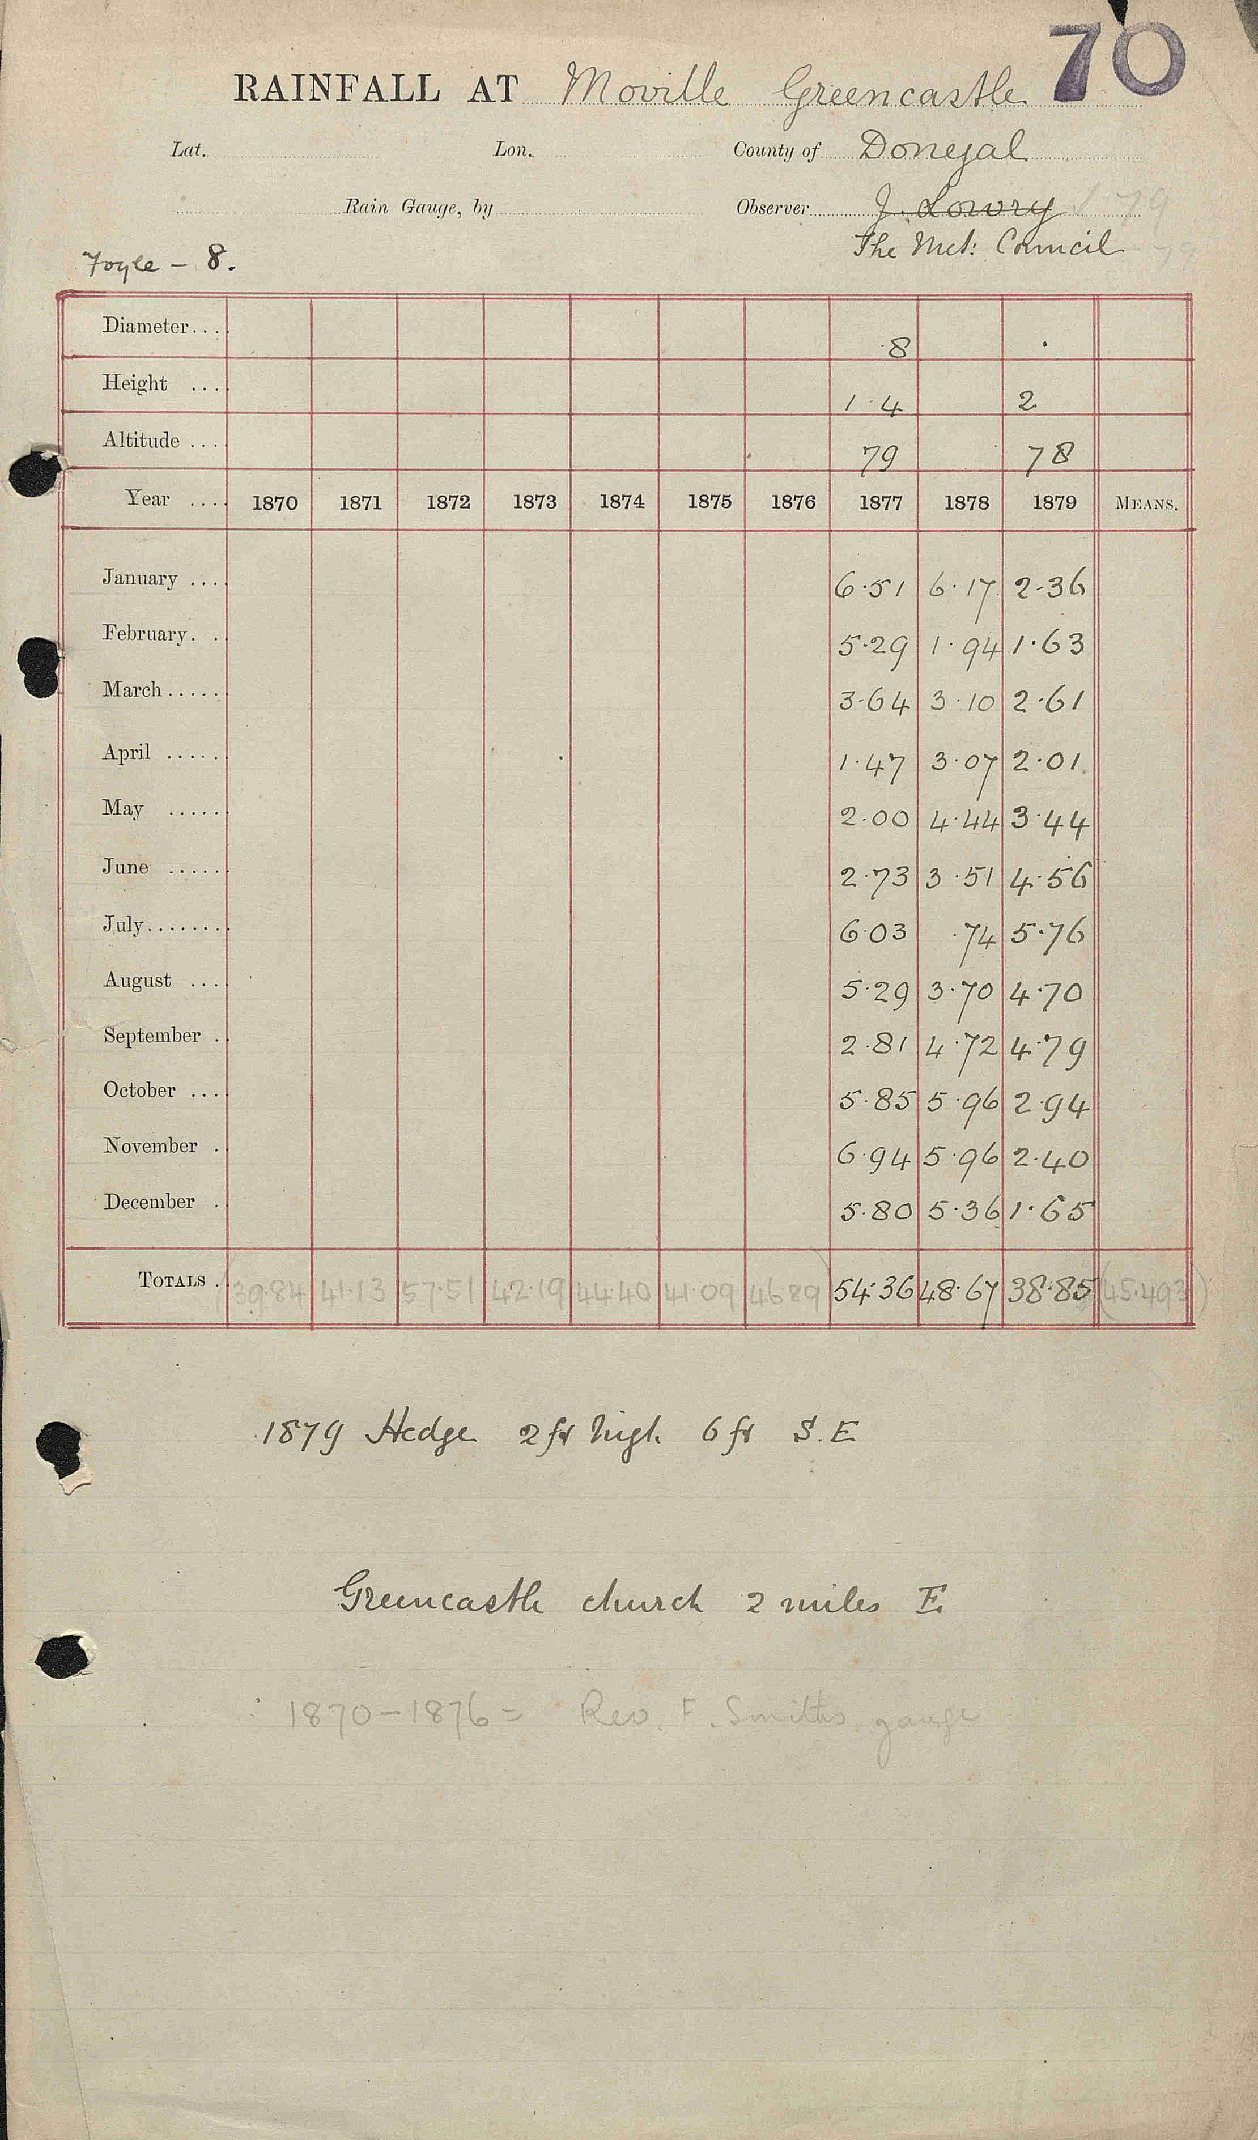 70
RAINFALL AT Moville Greencastle
Lat. Lon. County of Donegal
Rain Gauge, by Observer J. Lowry 79
The Met: Council 79
Foyle - 8.
Diameter... 8 .
Height ... 1.4 2
Altitude ... 79 78
Year .... 1870 1871 1872 1873 1874 1875 1876 1877 1878 1879 MEANS.
January .... 6.51 6.17 2.36
February. . 5.29 1.94 1.63
March..... 3.64 3.10 2.61
April ..... 1.47 3.07 2.01
May ..... 2.00 4.44 3.44
June ..... 2.73 3.51 4.56
July........ 6.03 .74 5.76
August .... 5.29 3.70 4.70
September . 2.81 4.72 4.79
October .... 5.85 5.96 2.94
November . 6.94 5.96 2.40
December . 5.80 5.36 1.65
TOTALS . (39.84 41.13 57.51 42.19 44.40 41.09 46.89) 54.36 48.67 38.85 (45.493)
1879 Hedge 2 ft high 6 ft S.E
Greencastle church 2 miles E.
1870-1876 = Rev. F. Smiths gauge